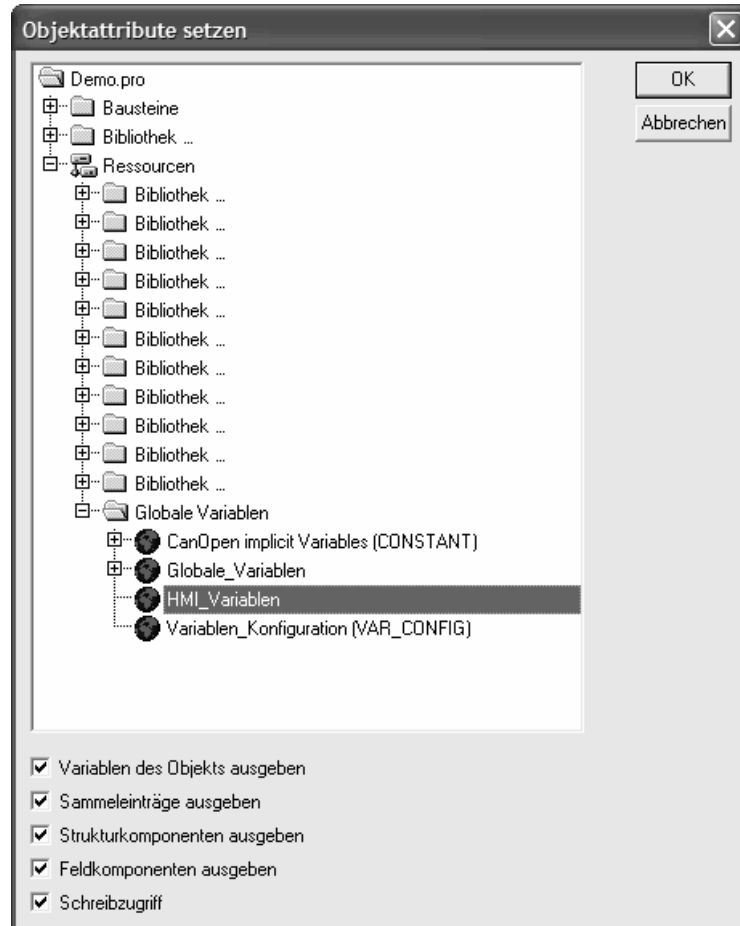 Objektattribute setzen
Demo.pro
OK
Bausteine
Abbrechen
Bibliothek ...
Ressourcen
Bibliothek ...
Bibliothek ...
Bibliothek ...
Bibliothek ...
Bibliothek ...
Bibliothek ...
Bibliothek ...
Bibliothek ...
Bibliothek ...
Bibliothek ...
Bibliothek ...
Globale Variablen
CanOpen implicit Variables (CONSTANT)
Globale_Variablen
HMI_Variablen
Variablen_Konfiguration (VAR_CONFIG)
Variablen des Objekts ausgeben
Sammeleinträge ausgeben
Strukturkomponenten ausgeben
Feldkomponenten ausgeben
Schreibzugriff